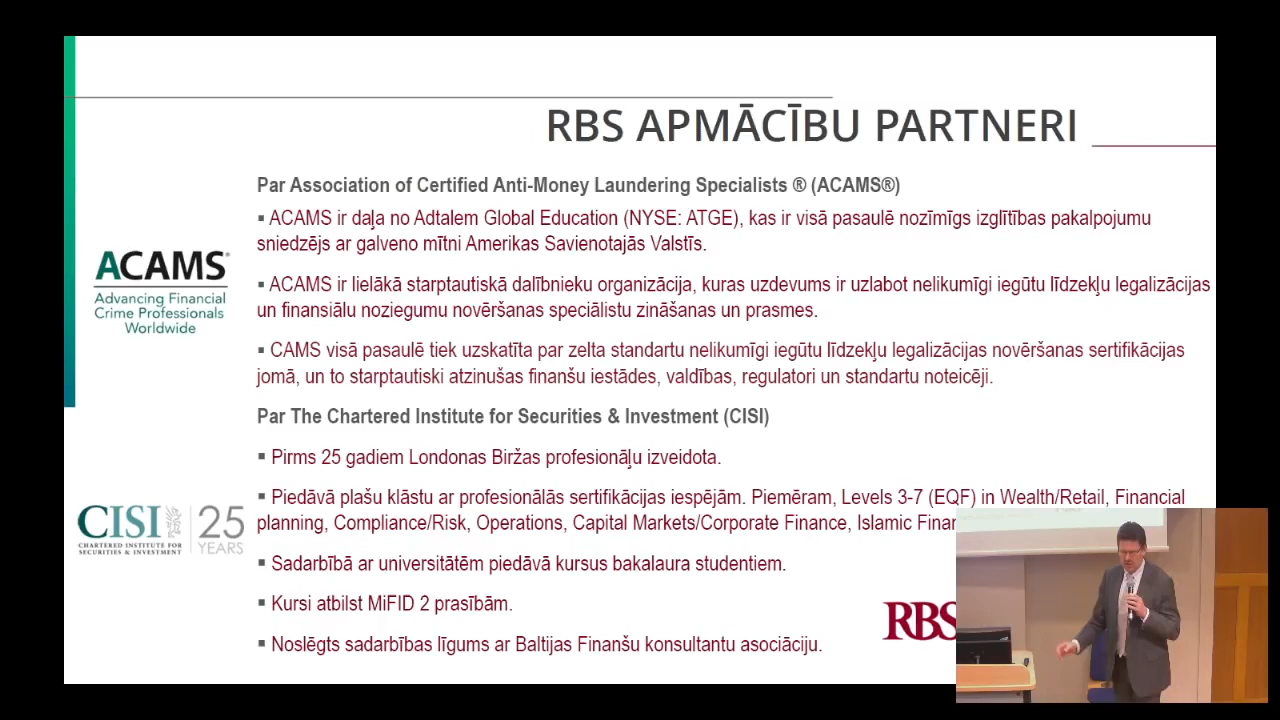 RBS APMĀCĪBU PARTNERI
Par Association of Certified Anti-Money Laundering Specialists ® (ACAMS®)
▪ ACAMS ir daļa no Adtalem Global Education (NYSE: ATGE), kas ir visā pasaulē nozīmīgs izglītības pakalpojumu
sniedzējs ar galveno mītni Amerikas Savienotajās Valstīs.
ACAMS®
Advancing Financial
Crime Professionals
Worldwide
▪ ACAMS ir lielākā starptautiskā dalībnieku organizācija, kuras uzdevums ir uzlabot nelikumīgi iegūtu līdzekļu legalizācijas
un finansiālu noziegumu novēršanas speciālistu zināšanas un prasmes.
▪ CAMS visā pasaulē tiek uzskatīta par zelta standartu nelikumīgi iegūtu līdzekļu legalizācijas novēršanas sertifikācijas
jomā, un to starptautiski atzinušas finanšu iestādes, valdības, regulatori un standartu noteicēji.
Par The Chartered Institute for Securities & Investment (CISI)
▪ Pirms 25 gadiem Londonas Biržas profesionāļu izveidota.
▪ Piedāvā plašu klāstu ar profesionālās sertifikācijas iespējām. Piemēram, Levels 3-7 (EQF) in Wealth/Retail, Financial
planning, Compliance/Risk, Operations, Capital Markets/Corporate Finance, Islamic
CISI 25
YEARS
CHARTERED INSTITUTE FOR
SECURITIES & INVESTMENT
▪ Sadarbībā ar universitātēm piedāvā kursus bakalaura studentiem.
▪ Kursi atbilst MiFID 2 prasībām.
RBS
▪ Noslēgts sadarbības līgums ar Baltijas Finanšu konsultantu asociāciju.